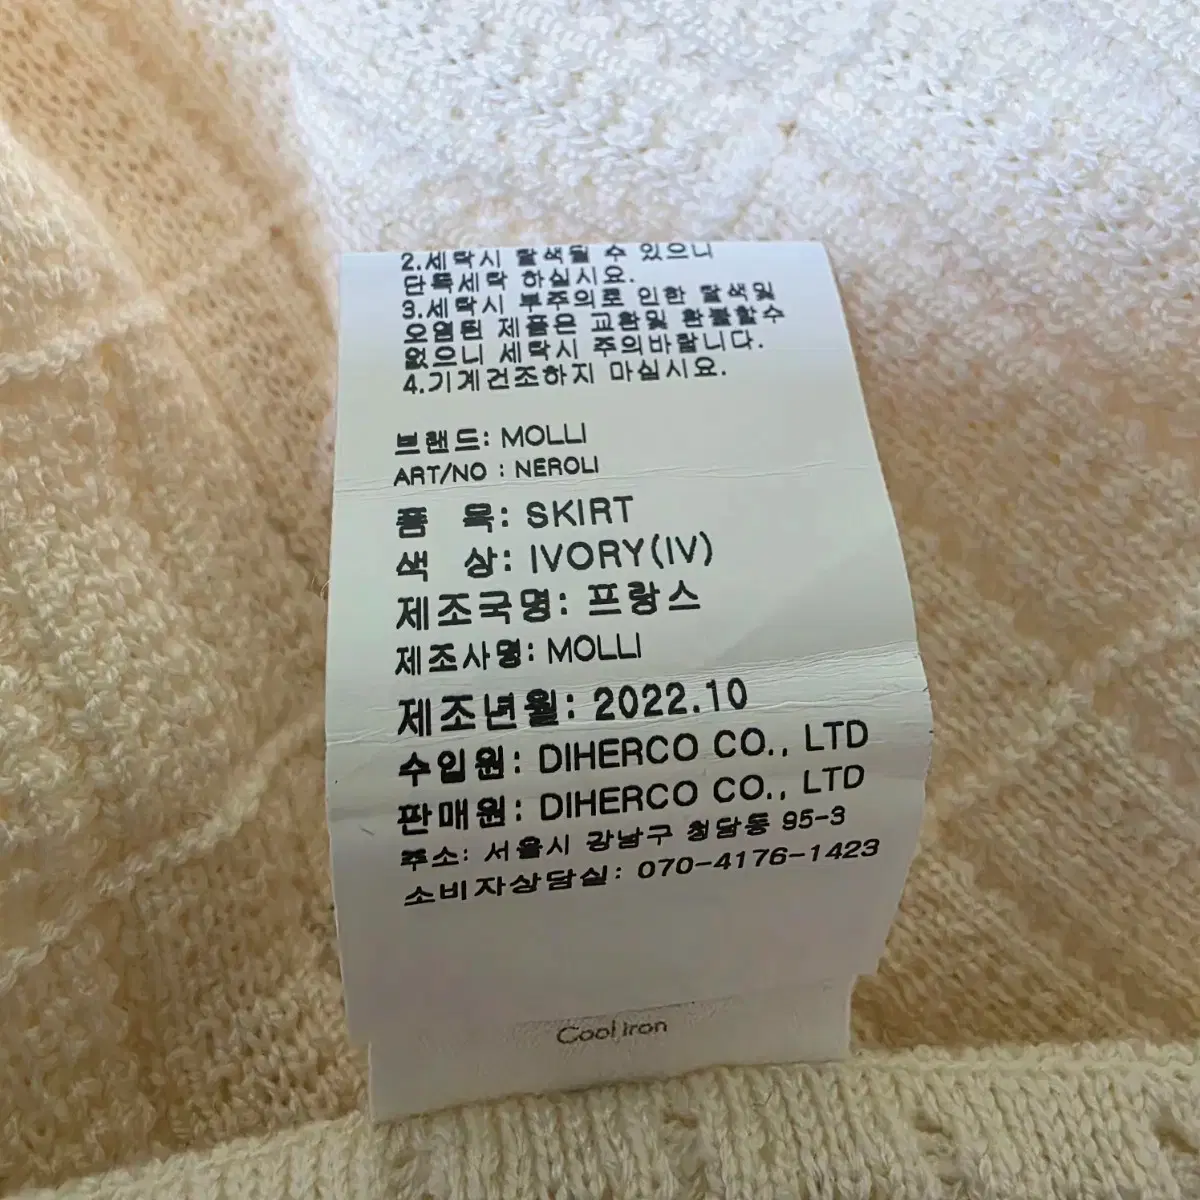 2.세탁시 탈색될 수 있으니
단독세탁 하십시요.
3.세탁시 부주의로 인한 탈색및
오염된 제품은 교환및 환불할수
없으니 세탁시 주의바랍니다.
4.기계건조하지 마십시요.
브랜드: MOLLI
ART/NO : NEROLI
품 목: SKIRT
색 상: IVORY(IV)
제조국명: 프랑스
제조사명: MOLLI
제조년월: 2022.10
수입원: DIHERCO CO., LTD
판매원: DIHERCO CO., LTD
주소: 서울시 강남구 청담동 95-3
소비자상담실: 070-4176-1423
Cool Iron